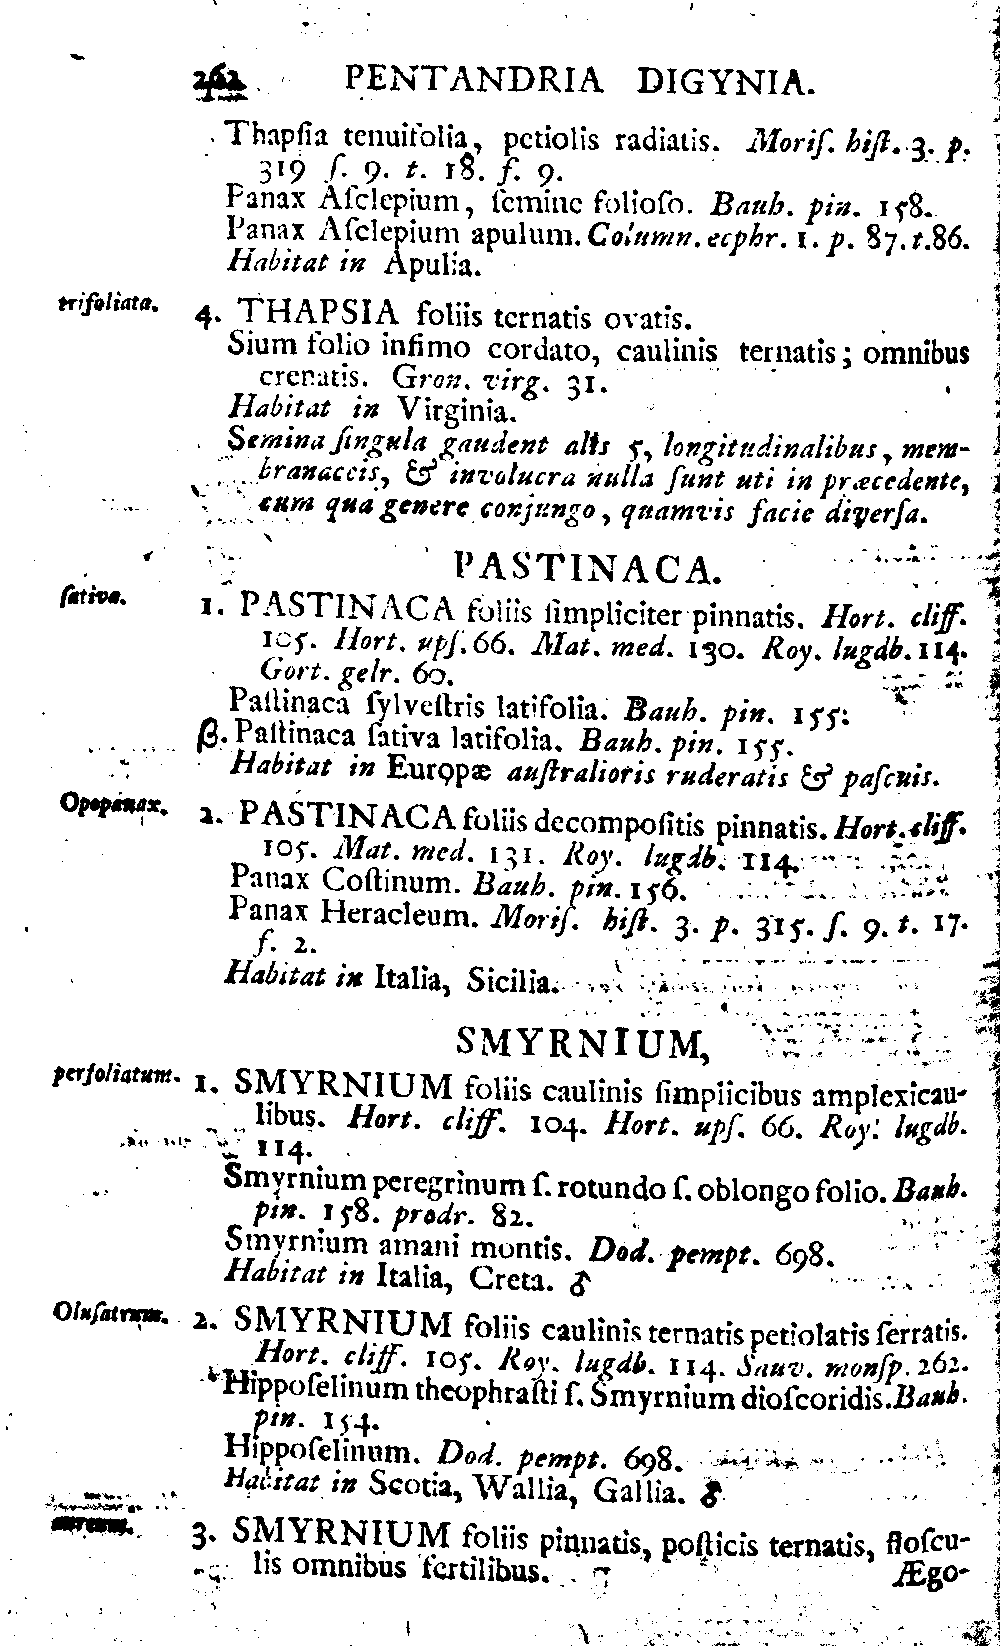 262 PENTANDRIA DIGYNIA.
Thapſia tenuifolia, petiolis radiatis. Moriſ. hiſt. 3. p.
319 ſ. 9. t. 18. f. 9.
Panax Aſclepium, ſemine folioſo. Bauh. pin. 158.
Panax Aſclepium apulum. Column. ecphr. 1. p. 87. t. 86.
Habitat in Apulia.
trifoliata. 4. THAPSIA foliis ternatis ovatis.
Sium folio infimo cordato, caulinis ternatis; omnibus
crenatis. Gron. virg. 31.
Habitat in Virginia.
Semina ſingula gaudent alis 5, longitudinalibus, mem-
branaceis, & involucra nulla ſunt uti in præcedente,
cum qua genere conjungo, quamvis facie diverſa.
PASTINACA.
ſativa. 1. PASTINACA foliis ſimpliciter pinnatis. Hort. cliff.
105. Hort. upſ. 66. Mat. med. 130. Roy. lugdb. 114.
Gort. gelr. 60.
Paſtinaca ſylveſtris latifolia. Bauh. pin. 155.
β. Paſtinaca ſativa latifolia. Bauh. pin. 155.
Habitat in Europæ auſtralioris ruderatis & paſcuis.
Opopanax. 2. PASTINACA foliis decompoſitis pinnatis. Hort. cliff.
105. Mat. med. 131. Roy. lugdb. 114.
Panax Coſtinum. Bauh. pin. 156.
Panax Heracleum. Moriſ. hiſt. 3. p. 315. ſ. 9. t. 17.
f. 2.
Habitat in Italia, Sicilia.
SMYRNIUM,
perfoliatum. 1. SMYRNIUM foliis caulinis ſimplicibus amplexicau-
libus. Hort. cliff. 104. Hort. upſ. 66. Roy. lugdb.
114.
Smyrnium peregrinum ſ. rotundo ſ. oblongo folio. Bauh.
pin. 158. prodr. 82.
Smyrnium amani montis. Dod. pempt. 698.
Habitat in Italia, Creta. ♂
Oluſatrum. 2. SMYRNIUM foliis caulinis ternatis petiolatis ſerratis.
Hort. cliff. 105. Roy. lugdb. 114. Sauv. monſp. 262.
Hippoſelinum theophraſti ſ. Smyrnium dioſcoridis. Bauh.
pin. 154.
Hippoſelinum. Dod. pempt. 698.
Habitat in Scotia, Wallia, Gallia. ♂
aureum. 3. SMYRNIUM foliis pinnatis, poſticis ternatis, floſcu-
lis omnibus fertilibus.
Ægo-